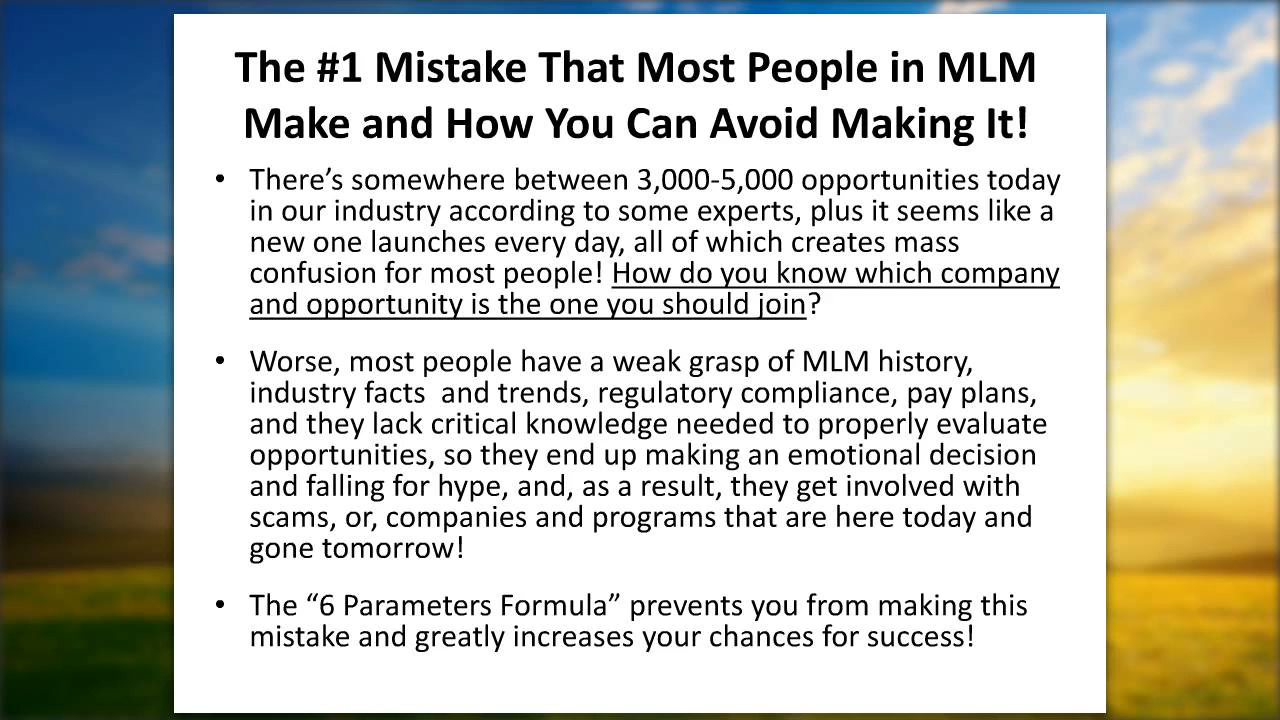 The #1 Mistake That Most People in MLM
Make and How You Can Avoid Making It!
• There’s somewhere between 3,000-5,000 opportunities today
in our industry according to some experts, plus it seems like a
new one launches every day, all of which creates mass
confusion for most people! How do you know which company
and opportunity is the one you should join?
• Worse, most people have a weak grasp of MLM history,
industry facts  and trends, regulatory compliance, pay plans,
and they lack critical knowledge needed to properly evaluate
opportunities, so they end up making an emotional decision
and falling for hype, and, as a result, they get involved with
scams, or, companies and programs that are here today and
gone tomorrow!
• The “6 Parameters Formula” prevents you from making this
mistake and greatly increases your chances for success!